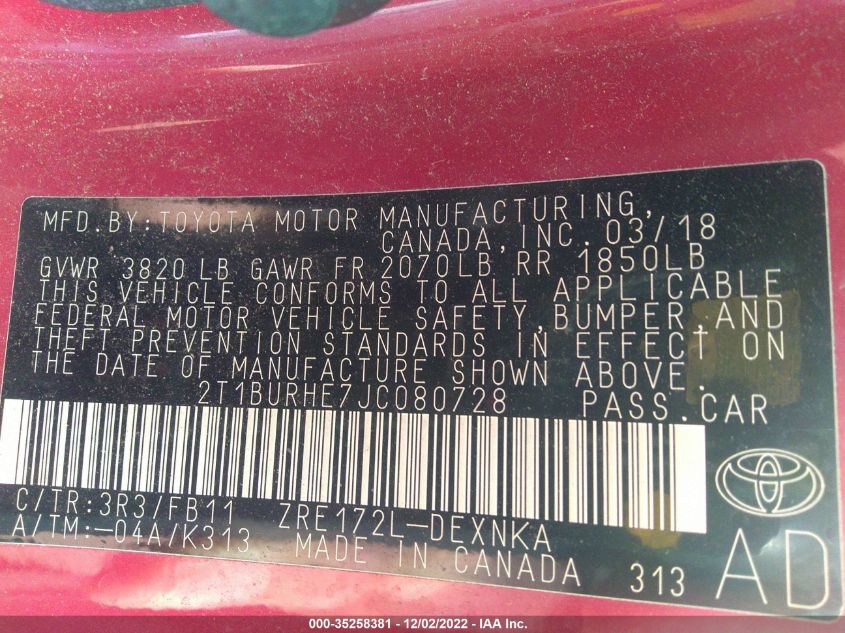 MFD.BY:TOYOTA MOTOR MANUFACTURING,
CANADA,INC.03/18
GVWR 3820LB GAWR FR 2070LB RR 1850LB
THIS VEHICLE CONFORMS TO ALL APPLICABLE
FEDERAL MOTOR VEHICLE SAFETY,BUMPER,AND
THEFT PREVENTION STANDARDS IN EFFECT ON
THE DATE OF MANUFACTURE SHOWN ABOVE.
2T1BURHE7JC080728 PASS.CAR
C/TR:3R3/FB11 ZRE172L-DEXNKA
A/TM:-04A/K313 MADE IN CANADA 313
AD
000-35258381 - 12/02/2022 - IAA Inc.